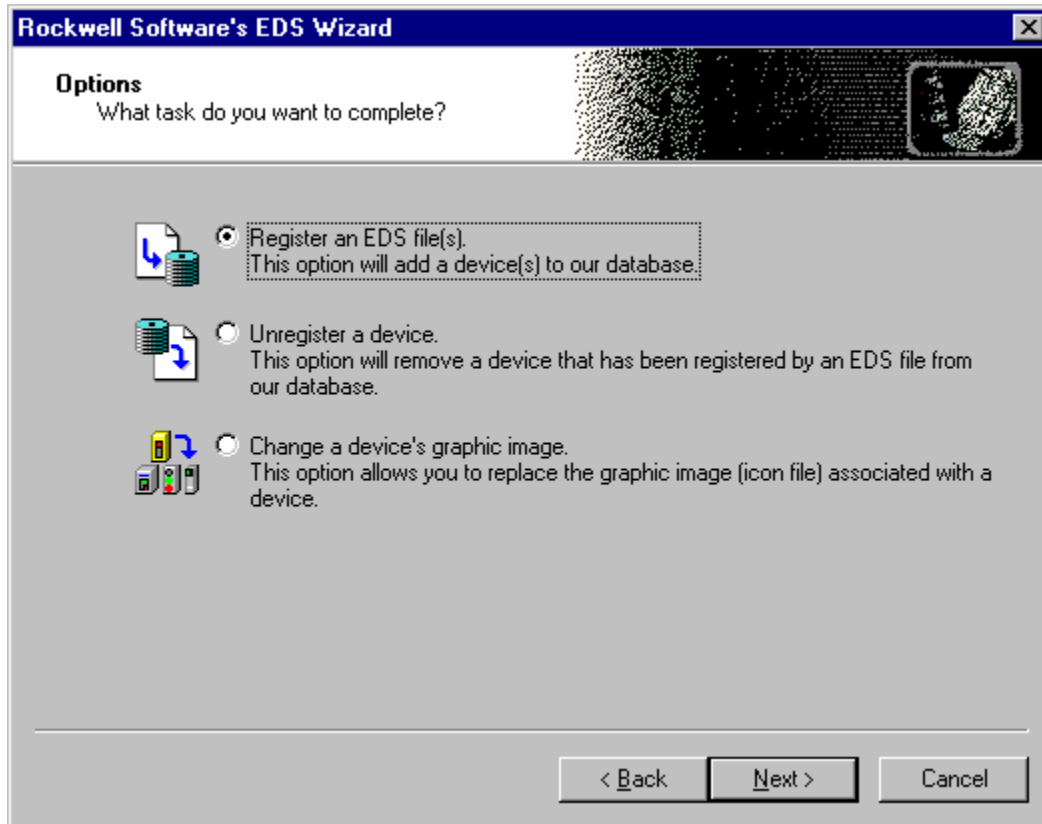 Rockwell Software's EDS Wizard
Options
What task do you want to complete?
Register an EDS file(s).
This option will add a device(s) to our database.
Unregister a device.
This option will remove a device that has been registered by an EDS file from
our database.
Change a device's graphic image.
This option allows you to replace the graphic image (icon file) associated with a
device.
< Back
Next >
Cancel